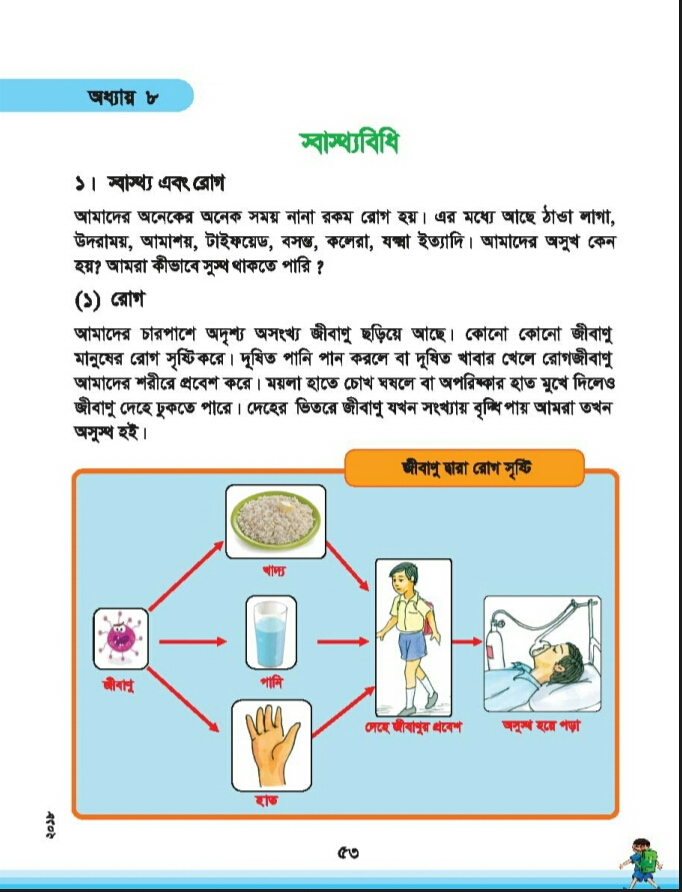 অধ্যায় ৮
স্বাস্থ্যবিধি
১। স্বাস্থ্য এবং রোগ
আমাদের অনেকের অনেক সময় নানা রকম রোগ হয়। এর মধ্যে আছে ঠান্ডা লাগা,
উদরাময়, আমাশয়, টাইফয়েড, বসন্ত, কলেরা, যক্ষ্মা ইত্যাদি। আমাদের অসুখ কেন
হয়? আমরা কীভাবে সুস্থ থাকতে পারি ?
(১) রোগ
আমাদের চারপাশে অদৃশ্য অসংখ্য জীবাণু ছড়িয়ে আছে। কোনো কোনো জীবাণু
মানুষের রোগ সৃষ্টি করে। দূষিত পানি পান করলে বা দূষিত খাবার খেলে রোগজীবাণু
আমাদের শরীরে প্রবেশ করে। ময়লা হাতে চোখ ঘষলে বা অপরিষ্কার হাত মুখে দিলেও
জীবাণু দেহে ঢুকতে পারে। দেহের ভিতরে জীবাণু যখন সংখ্যায় বৃদ্ধি পায় আমরা তখন
অসুস্থ হই।
জীবাণু দ্বারা রোগ সৃষ্টি
খাদ্য
জীবাণু
পানি
দেহে জীবাণুর প্রবেশ
অসুস্থ হয়ে পড়া
হাত
২০১৮
৫৩